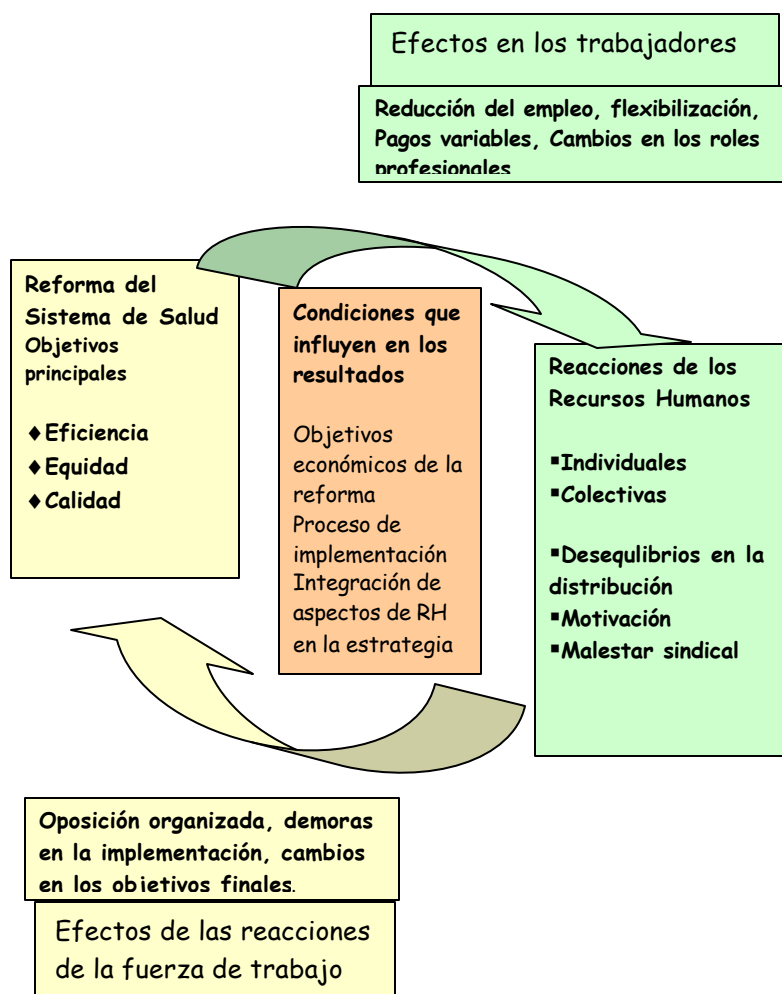 Efectos en los trabajadores
Reducción del empleo, flexibilización,
Pagos variables, Cambios en los roles
profesionales
Reforma del
Sistema de Salud
Objetivos
principales
♦Eficiencia
♦Equidad
♦Calidad
Condiciones que
influyen en los
resultados
Objetivos
económicos de la
reforma
Proceso de
implementación
Integración de
aspectos de RH
en la estrategia
Reacciones de los
Recursos Humanos
▪Individuales
▪Colectivas
▪Desequlibrios en la
distribución
▪Motivación
▪Malestar sindical
Oposición organizada, demoras
en la implementación, cambios
en los objetivos finales.
Efectos de las reacciones
de la fuerza de trabajo